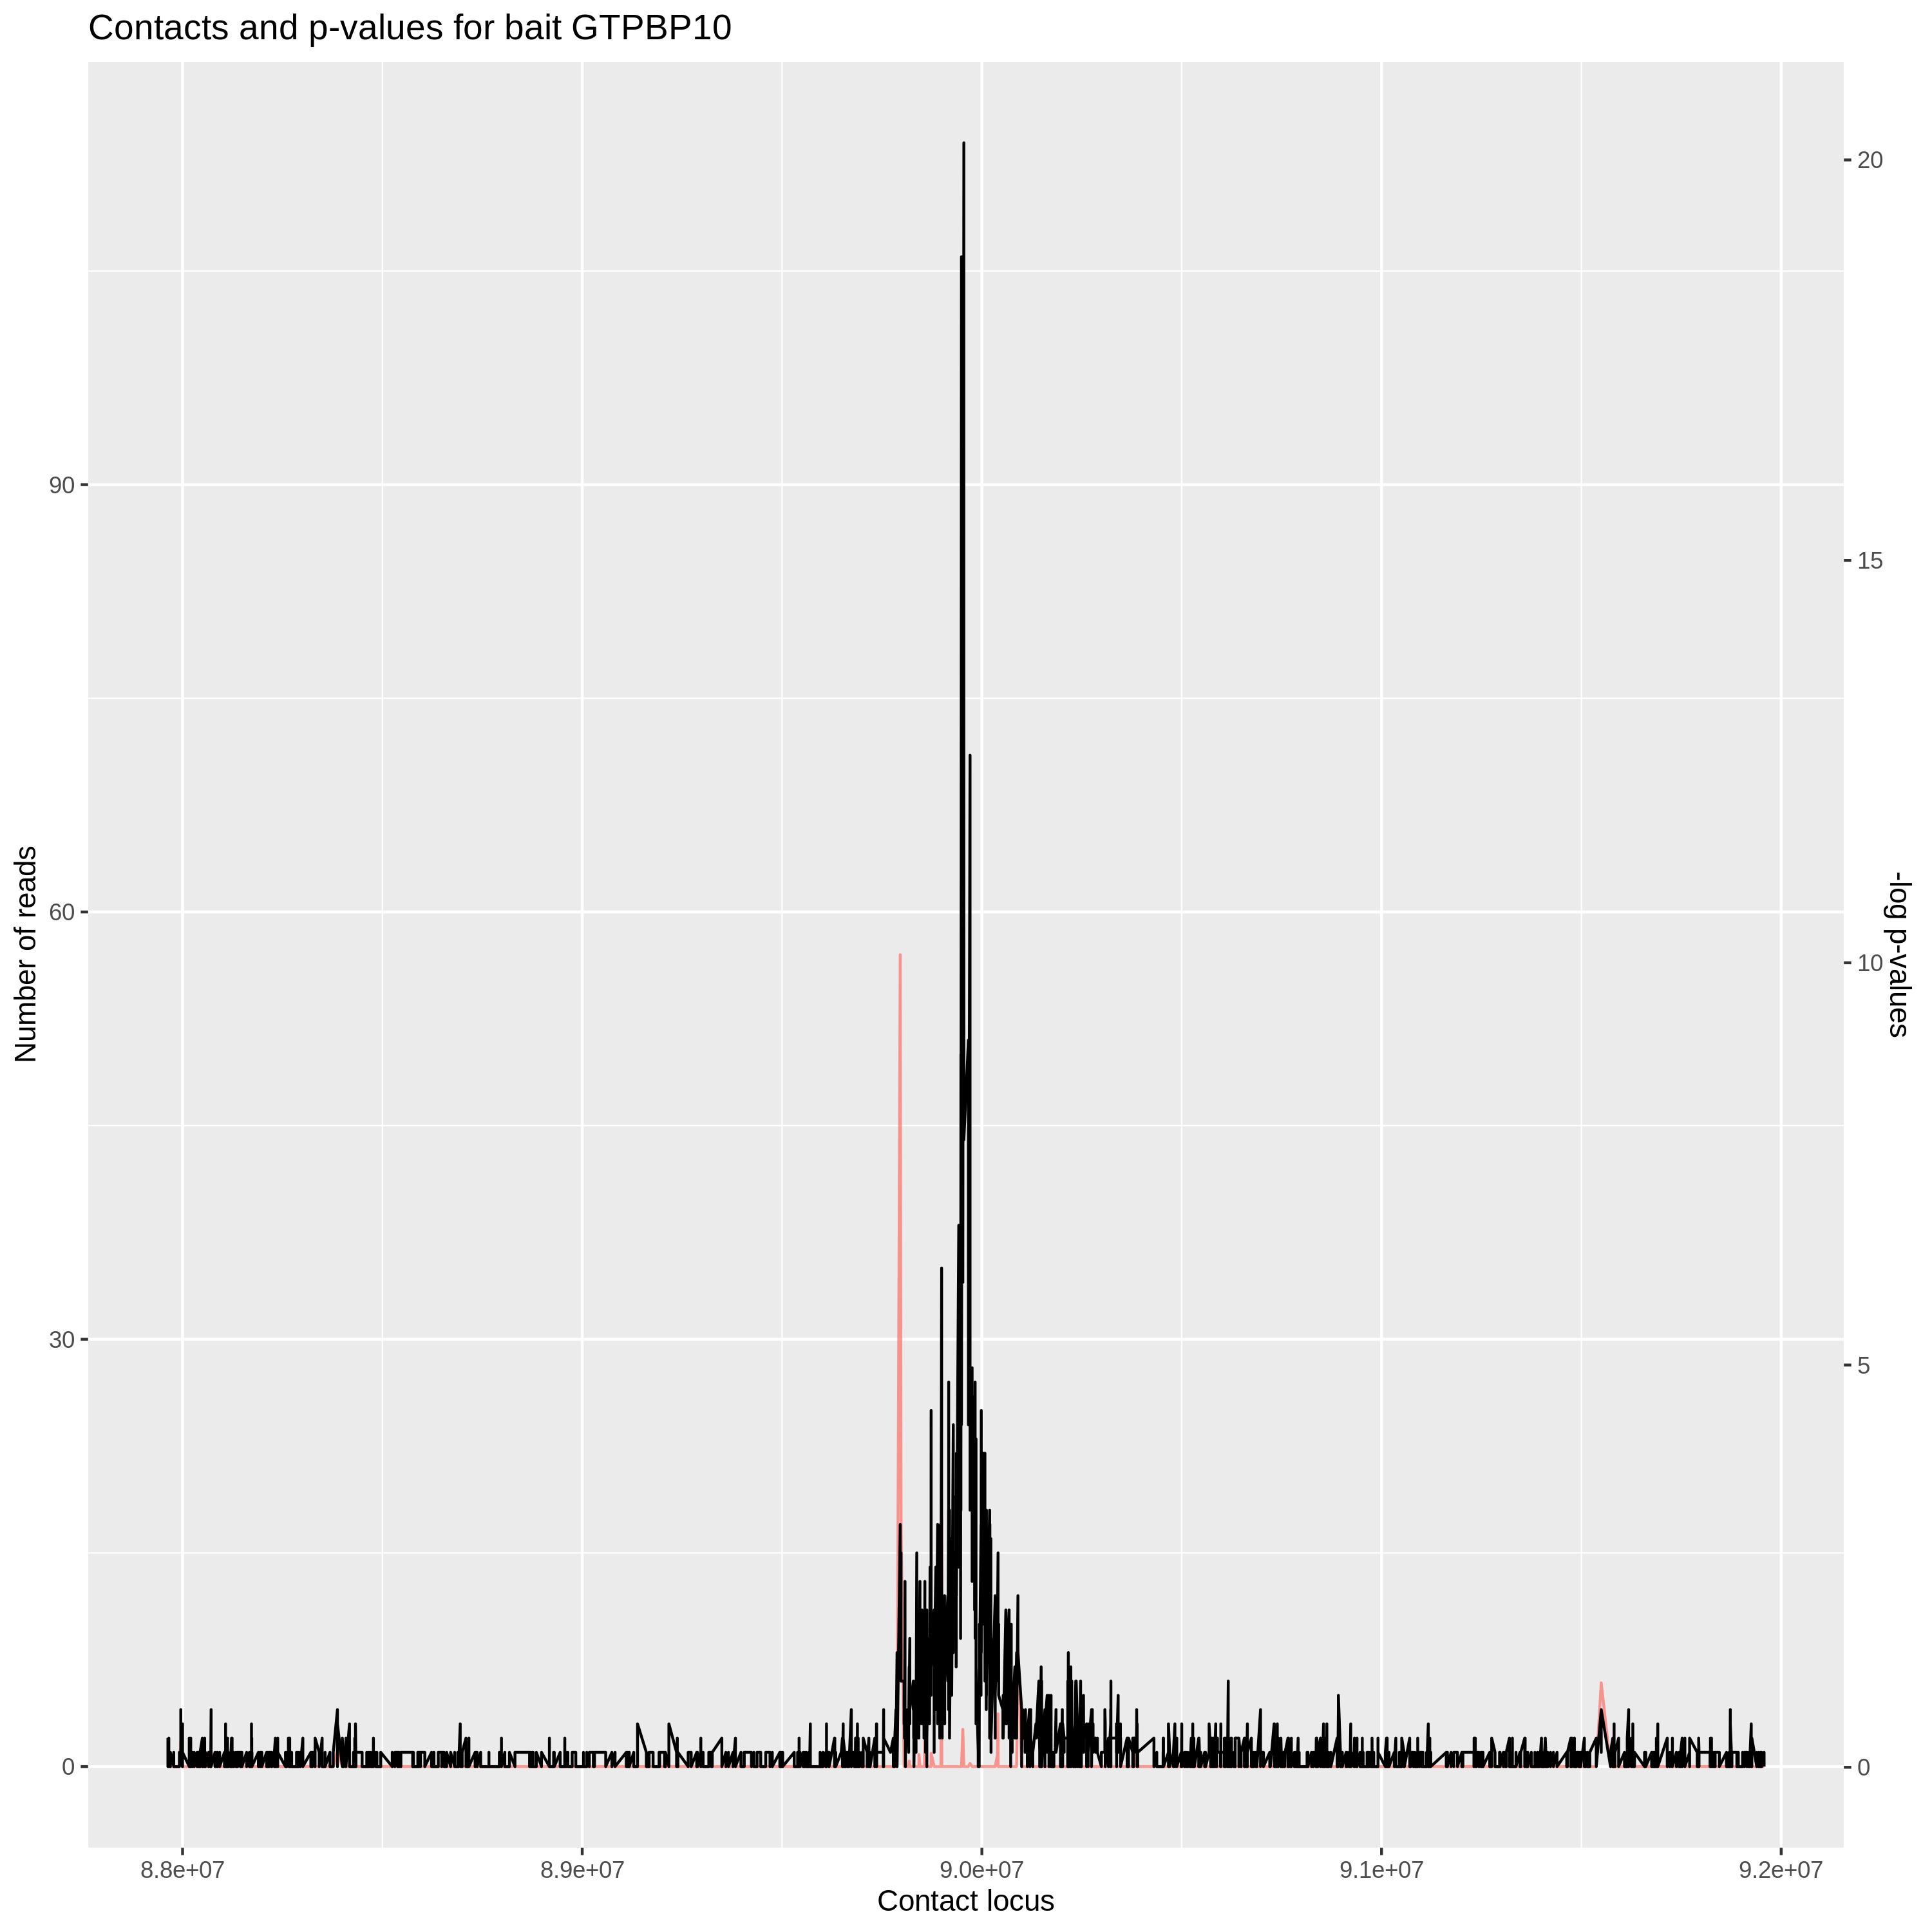 Contacts and p-values for bait GTPBP10
Number of reads
90
60
30
0
20
15
10
5
0
-log p-values
8.8e+07
8.9e+07
9.0e+07
9.1e+07
9.2e+07
Contact locus